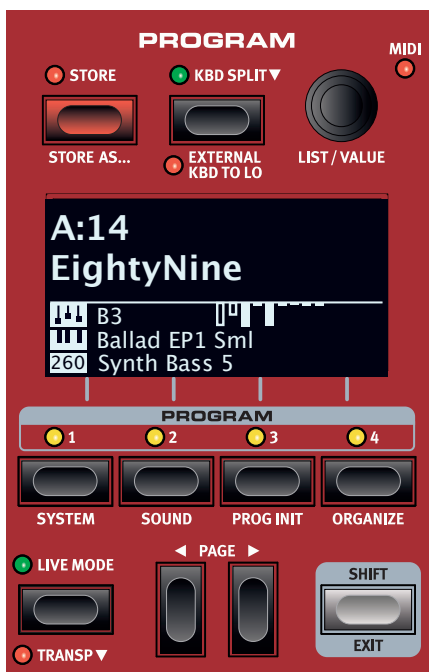 PROGRAM
MIDI
STORE
KBD SPLIT▼
STORE AS...
EXTERNAL
KBD TO LO
LIST / VALUE
A:14
EightyNine
B3
Ballad EP1 Sml
260 Synth Bass 5
PROGRAM
1 2 3 4
SYSTEM SOUND PROG INIT ORGANIZE
◄ PAGE ►
LIVE MODE
SHIFT
EXIT
TRANSP▼